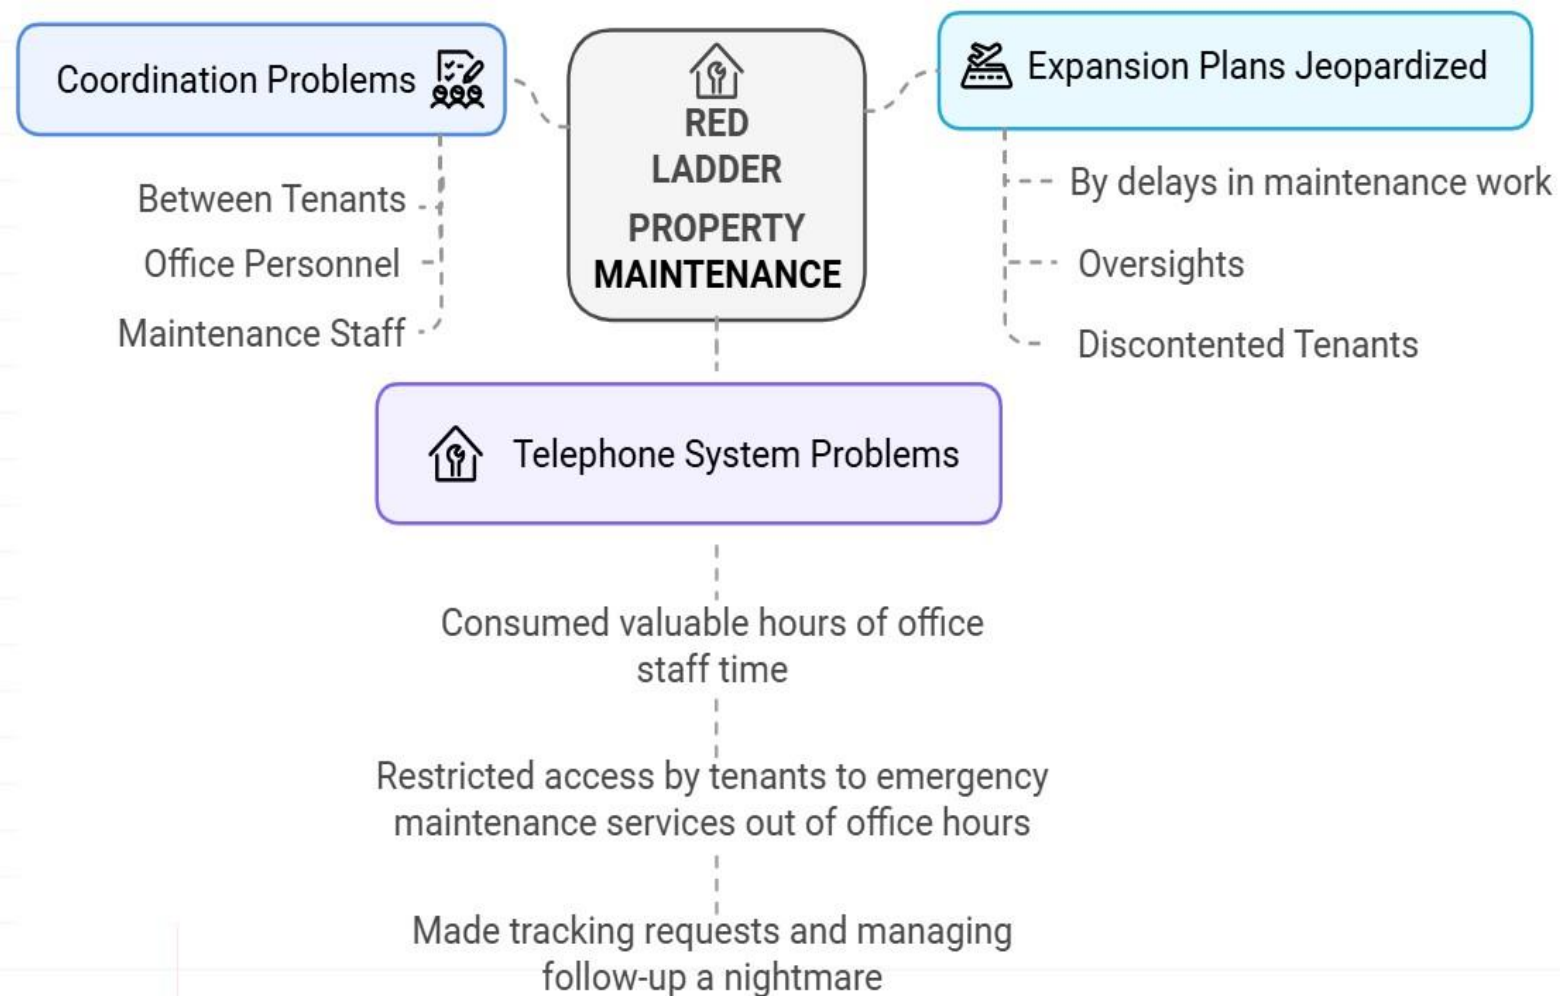 Coordination Problems
Between Tenants
Office Personnel
Maintenance Staff
RED
LADDER
PROPERTY
MAINTENANCE
Expansion Plans Jeopardized
By delays in maintenance work
Oversights
Discontented Tenants
Telephone System Problems
Consumed valuable hours of office
staff time
Restricted access by tenants to emergency
maintenance services out of office hours
Made tracking requests and managing
follow-up a nightmare